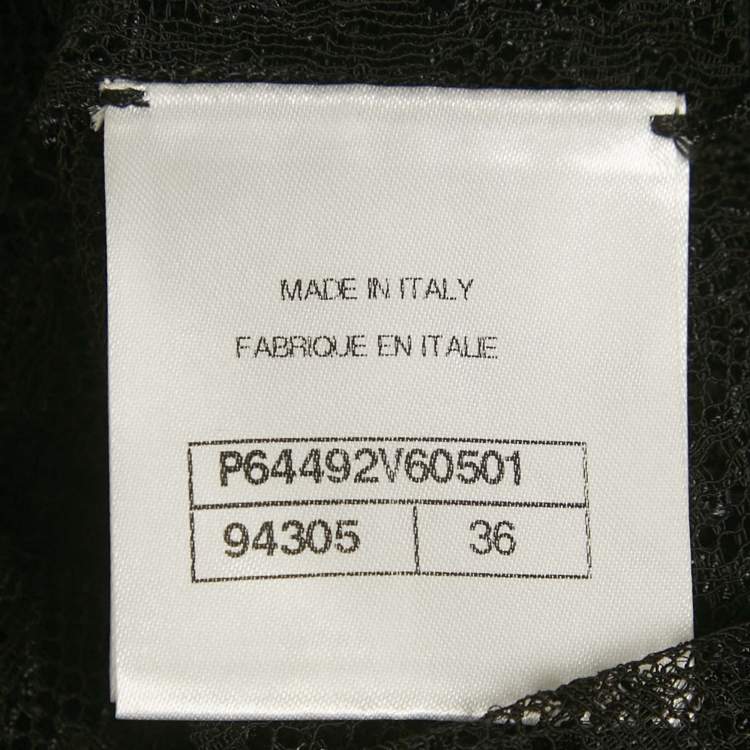 MADE IN ITALY
FABRIQUE EN ITALIE
P64492V60501
94305 36